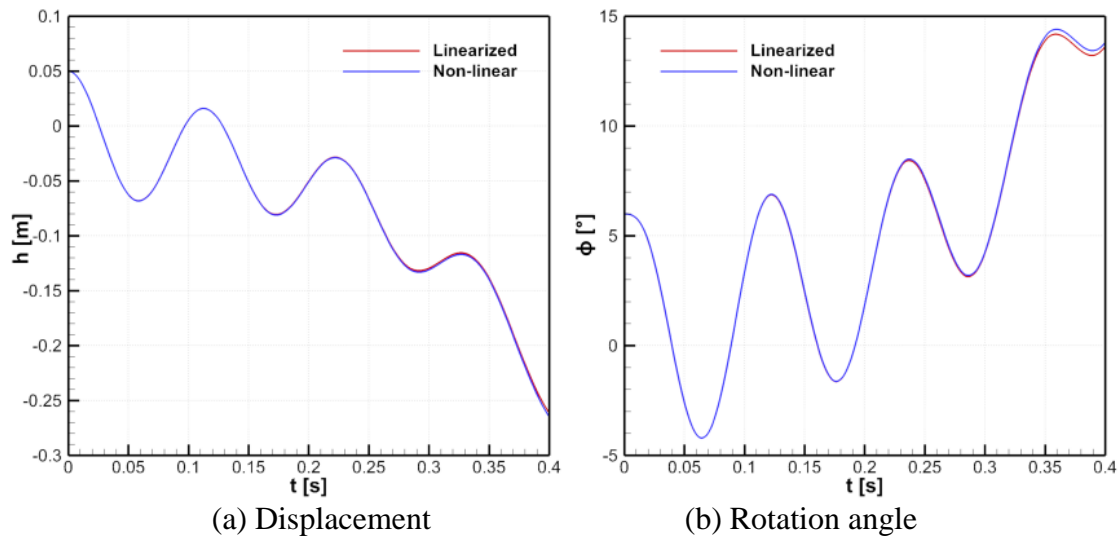 0.1
0.05
0
-0.05
-0.1
-0.15
-0.2
-0.25
-0.3
h [m]
Linearized
Non-linear
0 0.05 0.1 0.15 0.2 0.25 0.3 0.35 0.4
t [s]
(a) Displacement
15
10
5
0
-5
ϕ [°]
Linearized
Non-linear
0 0.05 0.1 0.15 0.2 0.25 0.3 0.35 0.4
t [s]
(b) Rotation angle